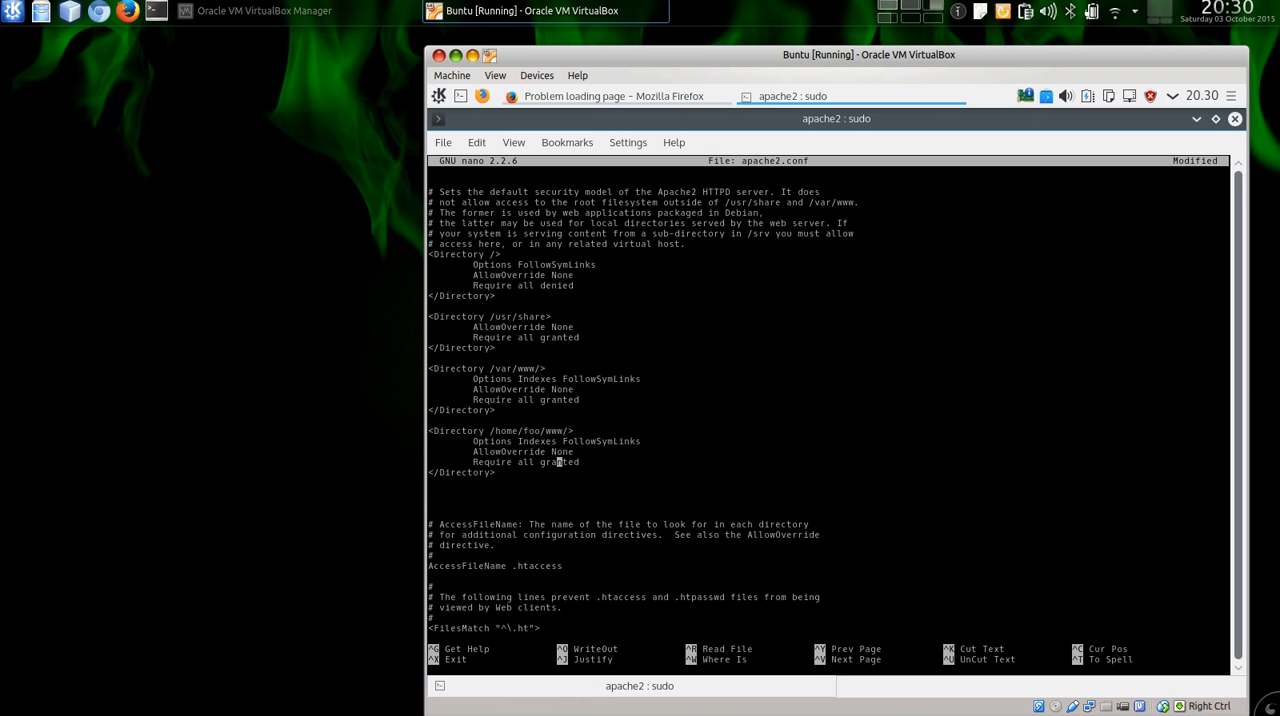 Oracle VM VirtualBox Manager
Buntu [Running] - Oracle VM VirtualBox
20:30
Saturday 03 October 2015
Buntu [Running] - Oracle VM VirtualBox
Machine View Devices Help
Problem loading page - Mozilla Firefox
apache2 : sudo
20.30
apache2 : sudo
File Edit View Bookmarks Settings Help
GNU nano 2.2.6 File: apache2.conf Modified
# Sets the default security model of the Apache2 HTTPD server. It does
# not allow access to the root filesystem outside of /usr/share and /var/www.
# The former is used by web applications packaged in Debian,
# the latter may be used for local directories served by the web server. If
# your system is serving content from a sub-directory in /srv you must allow
# access here, or in any related virtual host.
<Directory />
Options FollowSymLinks
AllowOverride None
Require all denied
</Directory>
<Directory /usr/share>
AllowOverride None
Require all granted
</Directory>
<Directory /var/www/>
Options Indexes FollowSymLinks
AllowOverride None
Require all granted
</Directory>
<Directory /home/foo/www/>
Options Indexes FollowSymLinks
AllowOverride None
Require all granted
</Directory>
# AccessFileName: The name of the file to look for in each directory
# for additional configuration directives.  See also the AllowOverride
# directive.
#
AccessFileName .htaccess
#
# The following lines prevent .htaccess and .htpasswd files from being
# viewed by Web clients.
#
<FilesMatch "^\.ht">
^G Get Help ^O WriteOut ^R Read File ^Y Prev Page ^K Cut Text ^C Cur Pos
^X Exit ^J Justify ^W Where Is ^V Next Page ^U UnCut Text ^T To Spell
apache2 : sudo
Right Ctrl